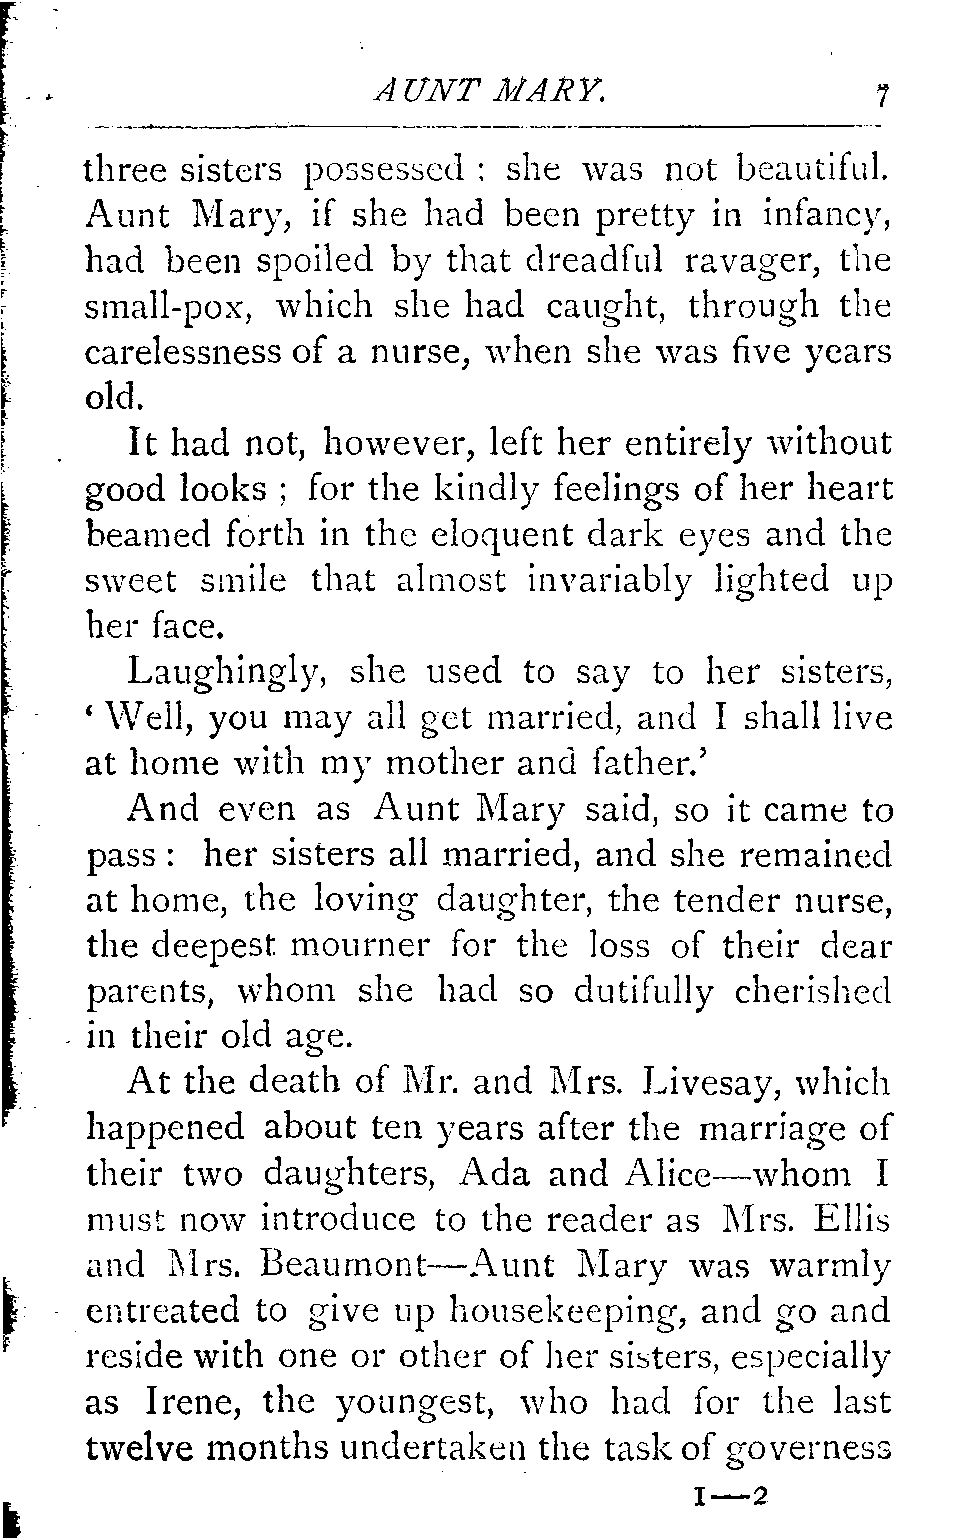 AUNT MARY. 7
three sisters possessed : she was not beautiful.
Aunt Mary, if she had been pretty in infancy,
had been spoiled by that dreadful ravager, the
small-pox, which she had caught, through the
carelessness of a nurse, when she was five years
old.
It had not, however, left her entirely without
good looks ; for the kindly feelings of her heart
beamed forth in the eloquent dark eyes and the
sweet smile that almost invariably lighted up
her face.
Laughingly, she used to say to her sisters,
‘ Well, you may all get married, and I shall live
at home with my mother and father.’
And even as Aunt Mary said, so it came to
pass : her sisters all married, and she remained
at home, the loving daughter, the tender nurse,
the deepest mourner for the loss of their dear
parents, whom she had so dutifully cherished
in their old age.
At the death of Mr. and Mrs. Livesay, which
happened about ten years after the marriage of
their two daughters, Ada and Alice—whom I
must now introduce to the reader as Mrs. Ellis
and Mrs. Beaumont—Aunt Mary was warmly
entreated to give up housekeeping, and go and
reside with one or other of her sisters, especially
as Irene, the youngest, who had for the last
twelve months undertaken the task of governess
1—2